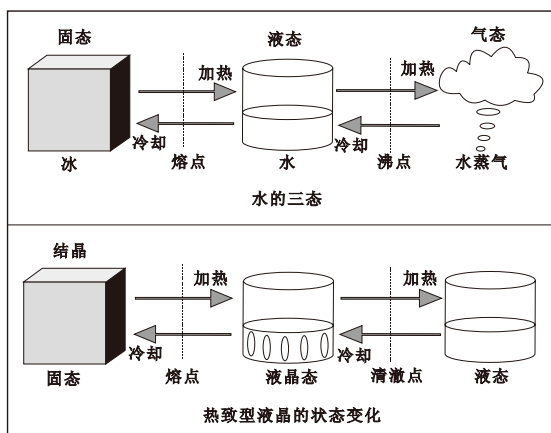 固态 液态 气态
加热 加热
冷却 冷却
冰 熔点 水 沸点 水蒸气
水的三态
结晶
加热 加热
冷却 冷却
固态 熔点 液晶态 清澈点 液态
热致型液晶的状态变化